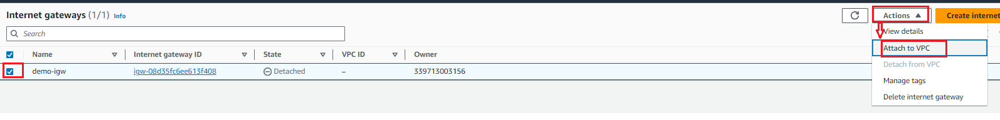 Internet gateways (1/1) Info
Actions
Create internet
Search
View details
Attach to VPC
Detach from VPC
Manage tags
Delete internet gateway
Name Internet gateway ID State VPC ID Owner
demo-igw igw-08d35fc6ee613f408 Detached – 339713003156